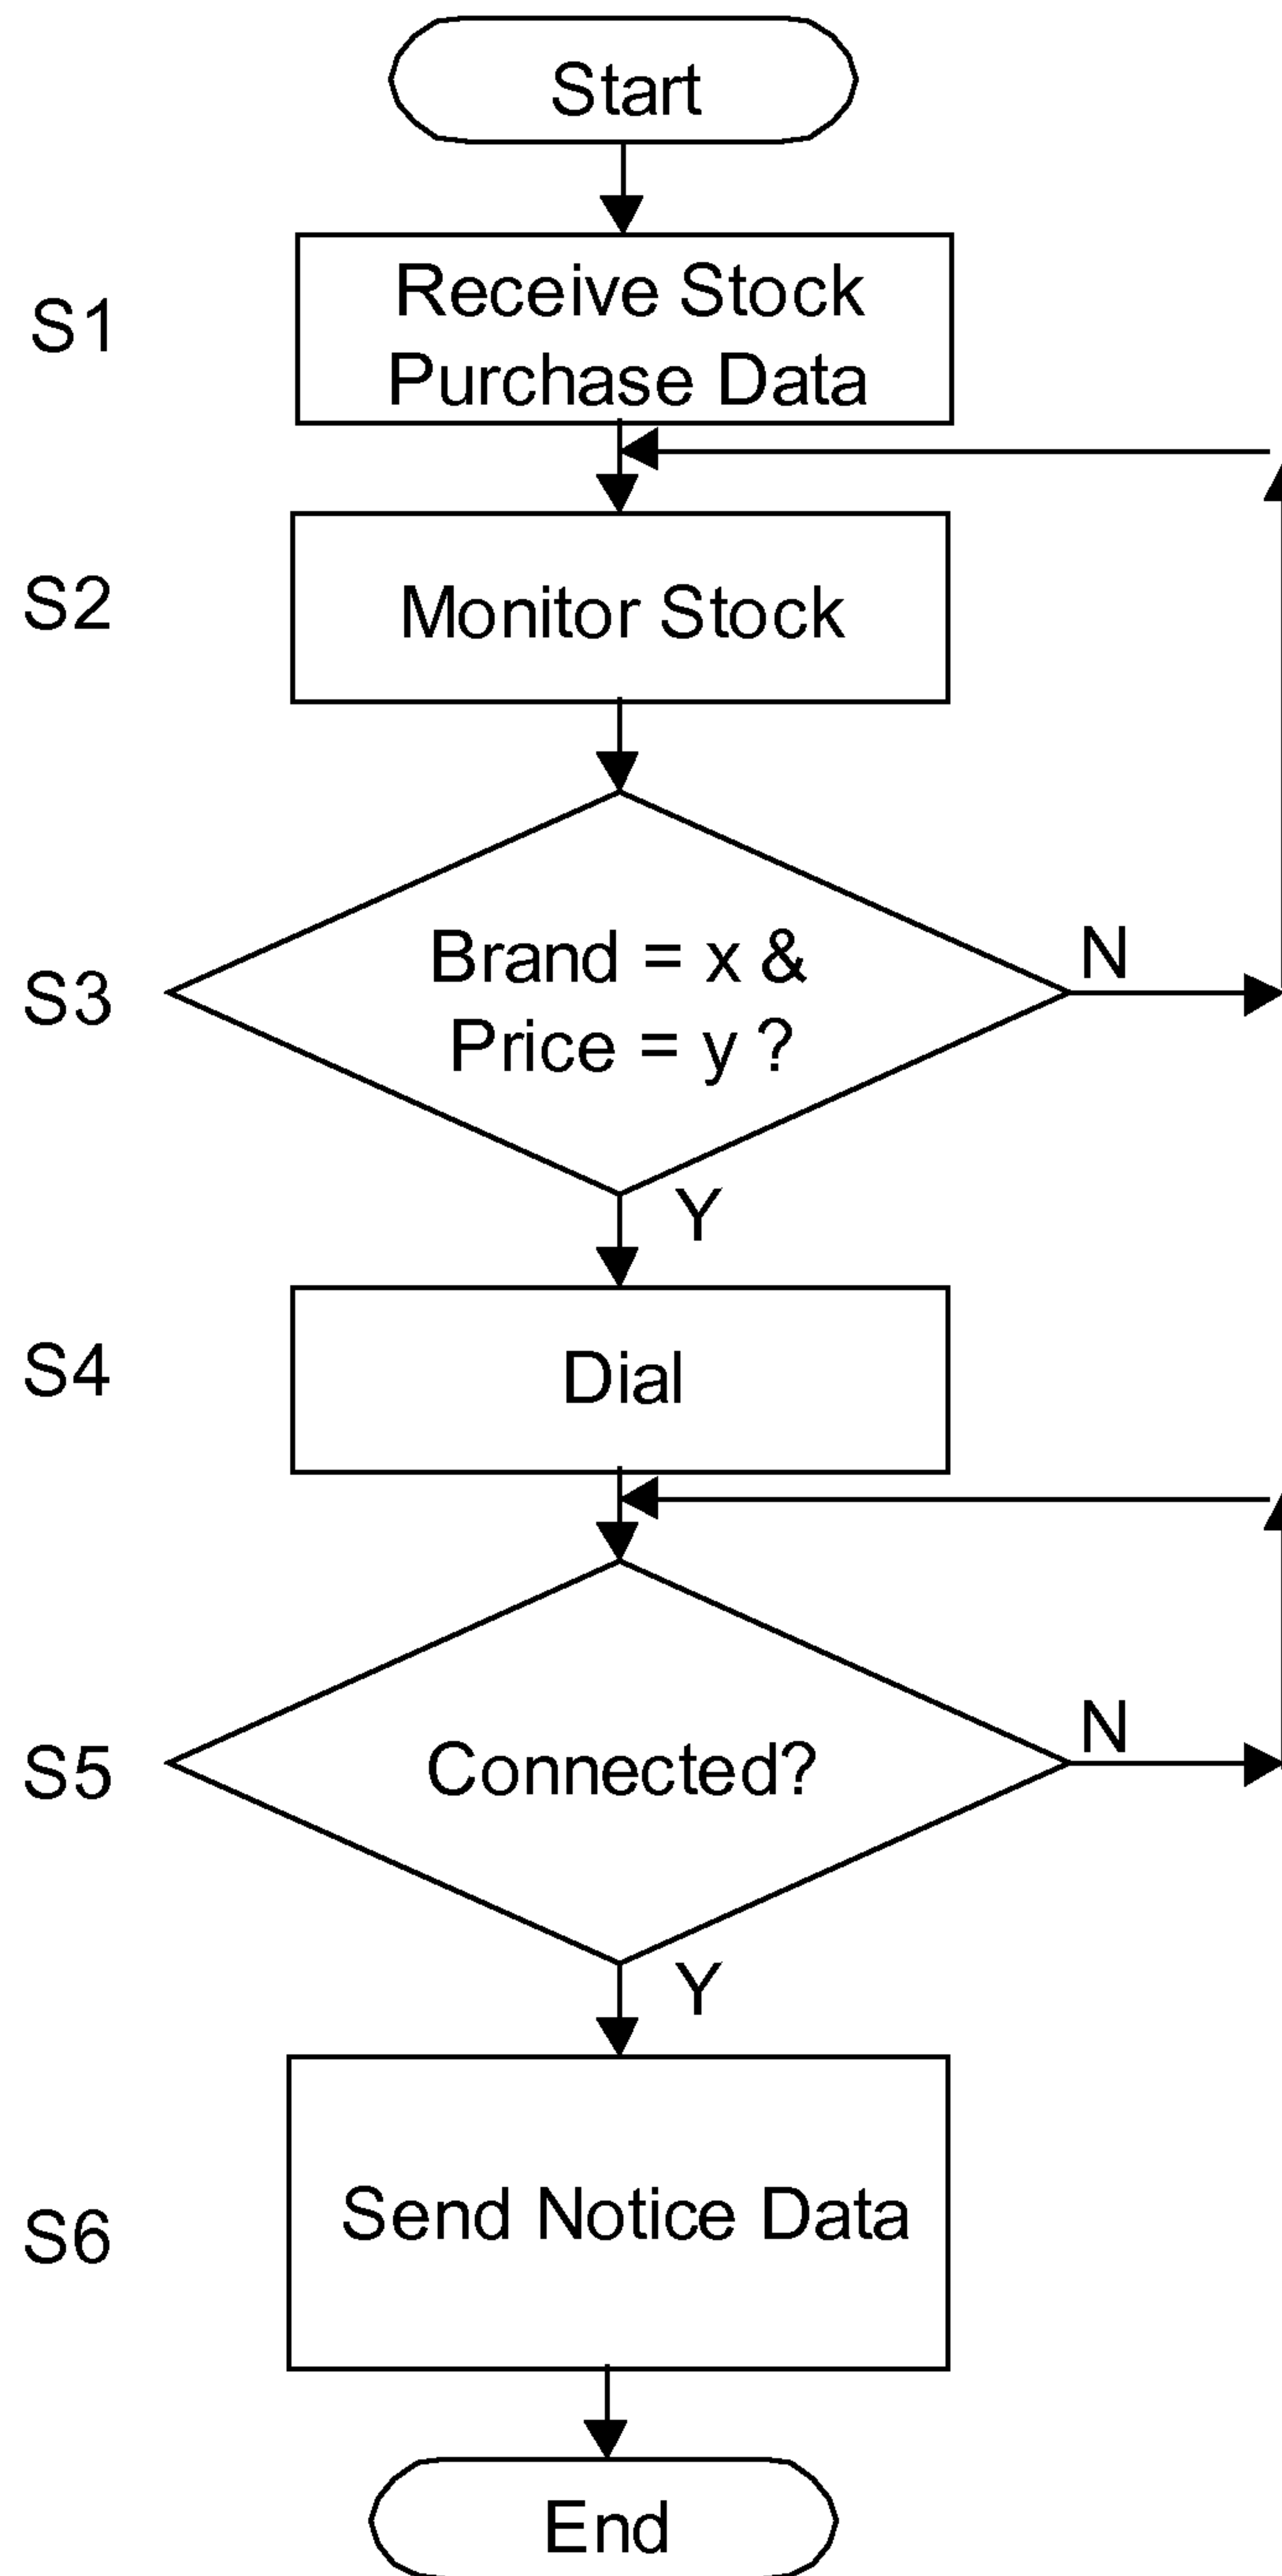 Start
S1
Receive Stock
Purchase Data
S2
Monitor Stock
S3
Brand = x &
Price = y ?
N
Y
S4
Dial
S5
Connected?
N
Y
S6
Send Notice Data
End